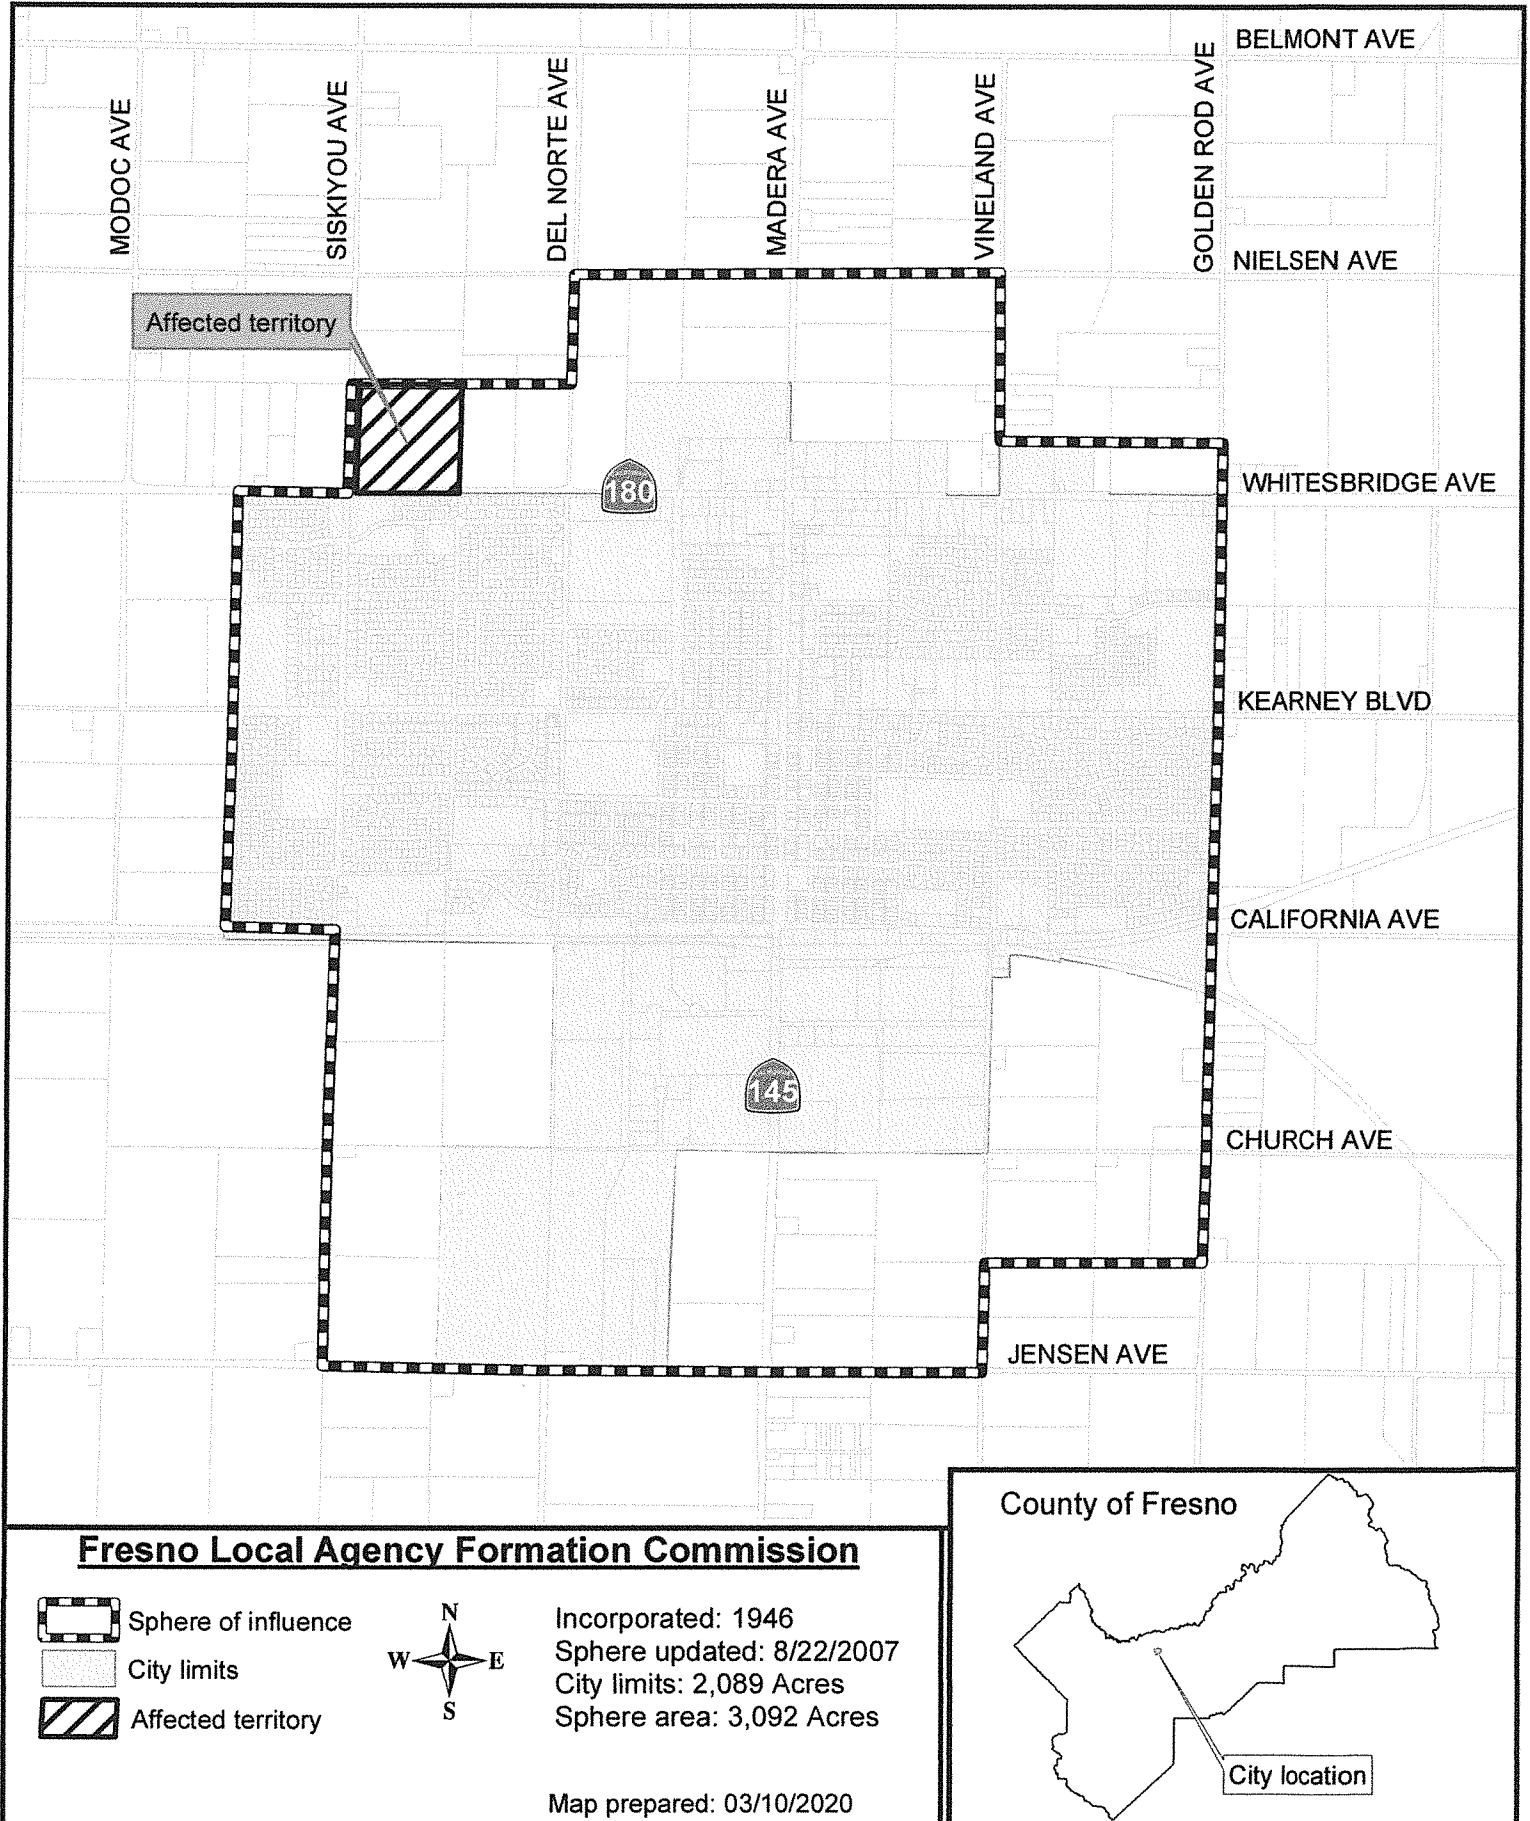 BELMONT AVE
MODOC AVE
SISKIYOU AVE
DEL NORTE AVE
MADERA AVE
VINELAND AVE
GOLDEN ROD AVE
NIELSEN AVE
Affected territory
WHITESBRIDGE AVE
180
KEARNEY BLVD
CALIFORNIA AVE
145
CHURCH AVE
JENSEN AVE
Fresno Local Agency Formation Commission
Sphere of influence
City limits
Affected territory
N
W E
S
Incorporated: 1946
Sphere updated: 8/22/2007
City limits: 2,089 Acres
Sphere area: 3,092 Acres
Map prepared: 03/10/2020
County of Fresno
City location